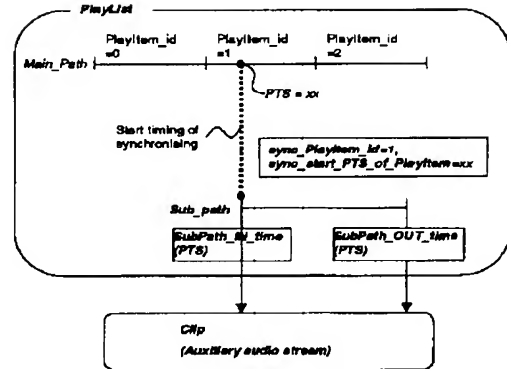 PlayList
PlayItem_id PlayItem_id PlayItem_id
=0 =1 =2
Main_Path
PTS = xx
Start timing of
synchronising
sync_PlayItem_id=1,
sync_start_PTS_of_PlayItem=xx
Sub_path
SubPath_IN_time SubPath_OUT_time
(PTS) (PTS)
Clip
(Auxiliary audio stream)